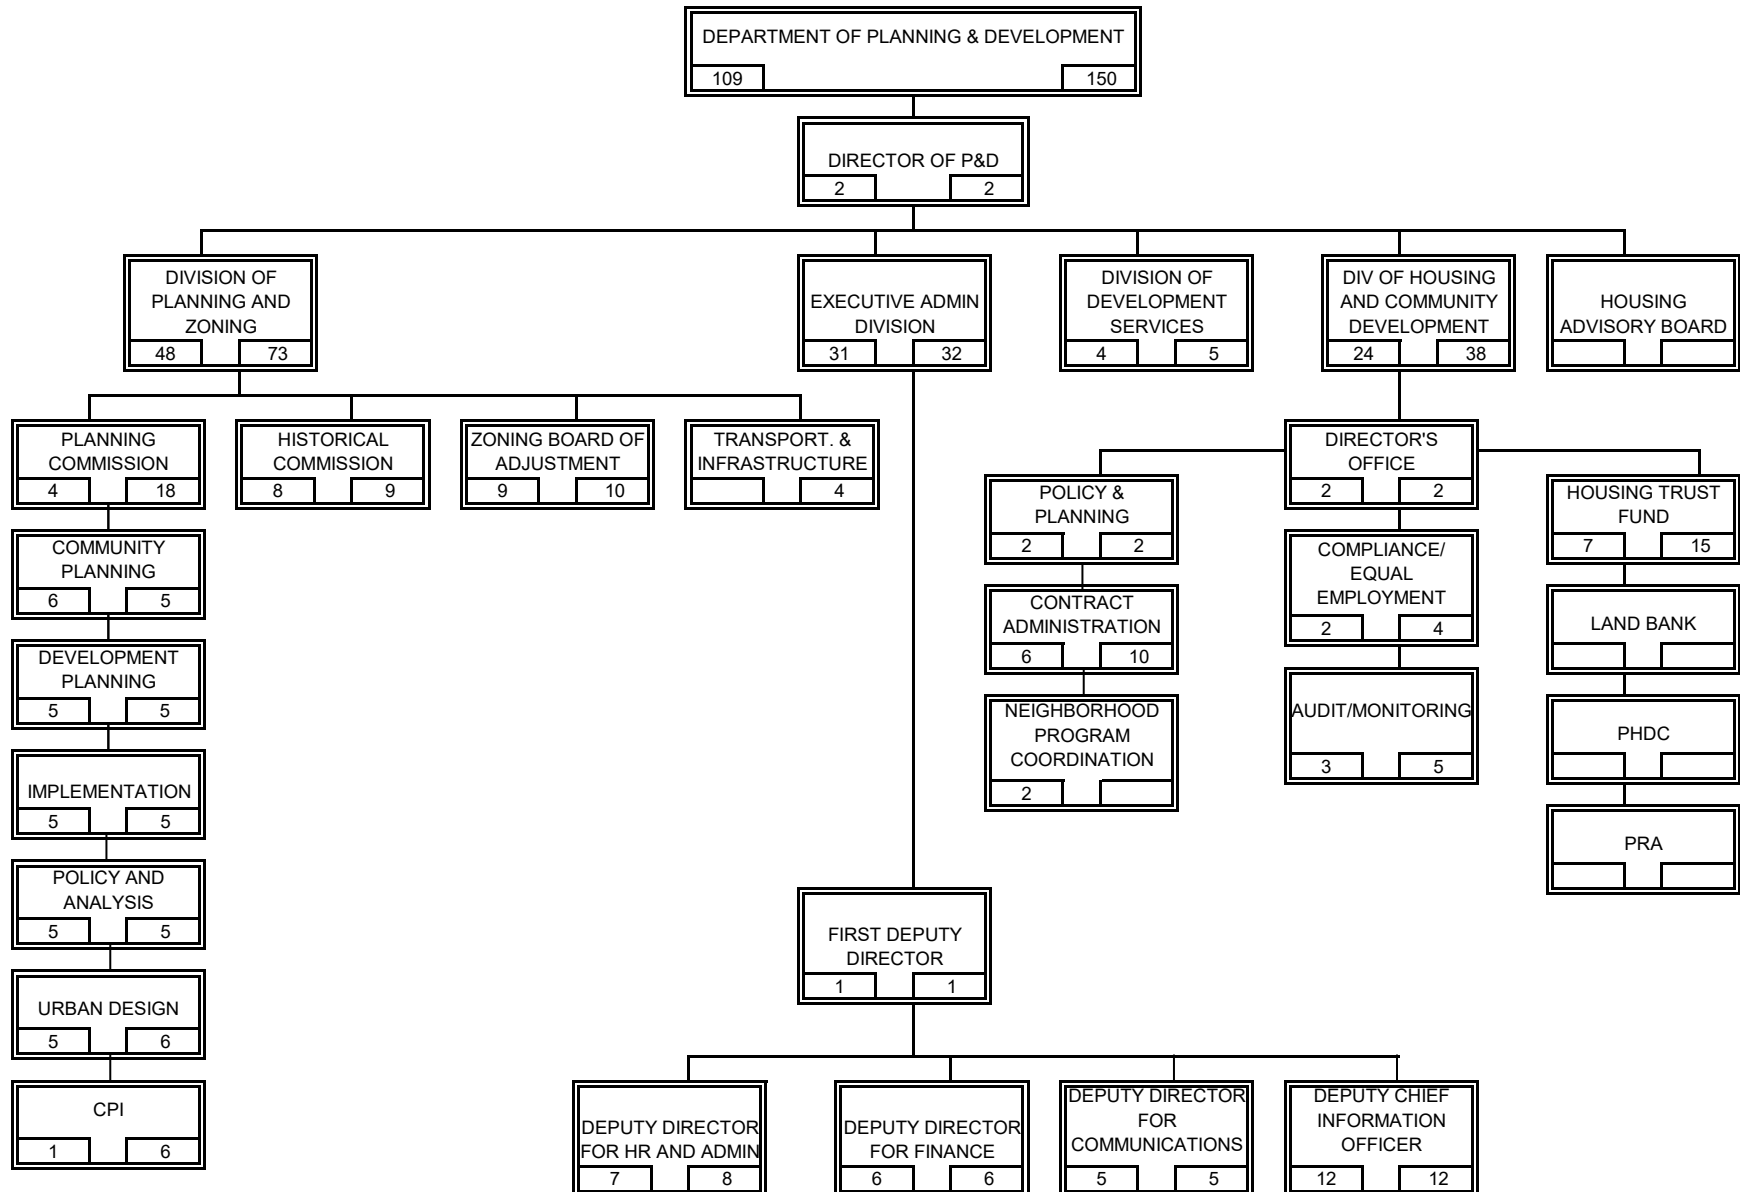 DEPARTMENT OF PLANNING & DEVELOPMENT
109 150
DIRECTOR OF P&D
2 2
DIVISION OF
PLANNING AND
ZONING
48 73
EXECUTIVE ADMIN
DIVISION
31 32
DIVISION OF
DEVELOPMENT
SERVICES
4 5
DIV OF HOUSING
AND COMMUNITY
DEVELOPMENT
24 38
HOUSING
ADVISORY BOARD
PLANNING
COMMISSION
4 18
HISTORICAL
COMMISSION
8 9
ZONING BOARD OF
ADJUSTMENT
9 10
TRANSPORT. &
INFRASTRUCTURE
4
DIRECTOR'S
OFFICE
2 2
COMMUNITY
PLANNING
6 5
DEVELOPMENT
PLANNING
5 5
IMPLEMENTATION
5 5
POLICY AND
ANALYSIS
5 5
URBAN DESIGN
5 6
CPI
1 6
POLICY &
PLANNING
2 2
CONTRACT
ADMINISTRATION
6 10
NEIGHBORHOOD
PROGRAM
COORDINATION
2
COMPLIANCE/
EQUAL
EMPLOYMENT
2 4
AUDIT/MONITORING
3 5
HOUSING TRUST
FUND
7 15
LAND BANK
PHDC
PRA
FIRST DEPUTY
DIRECTOR
1 1
DEPUTY DIRECTOR
FOR HR AND ADMIN
7 8
DEPUTY DIRECTOR
FOR FINANCE
6 6
DEPUTY DIRECTOR
FOR
COMMUNICATIONS
5 5
DEPUTY CHIEF
INFORMATION
OFFICER
12 12